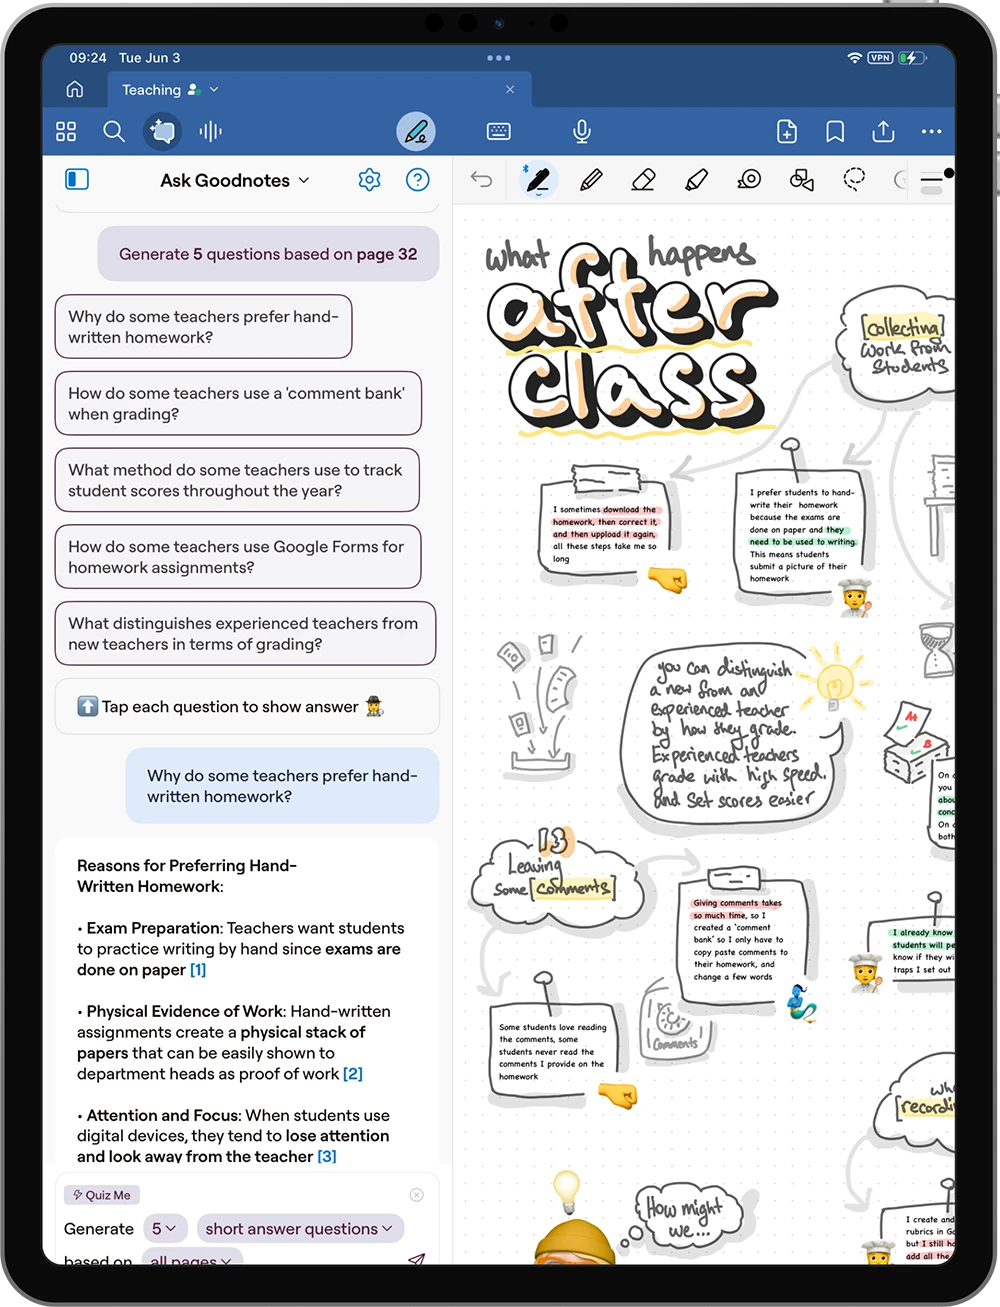 09:24 Tue Jun 3
VPN
Teaching
Ask Goodnotes
Generate 5 questions based on page 32
Why do some teachers prefer hand-
written homework?
How do some teachers use a 'comment bank'
when grading?
What method do some teachers use to track
student scores throughout the year?
How do some teachers use Google Forms for
homework assignments?
What distinguishes experienced teachers from
new teachers in terms of grading?
Tap each question to show answer
Why do some teachers prefer hand-
written homework?
Reasons for Preferring Hand-
Written Homework:
• Exam Preparation: Teachers want students
to practice writing by hand since exams are
done on paper [1]
• Physical Evidence of Work: Hand-written
assignments create a physical stack of
papers that can be easily shown to
department heads as proof of work [2]
• Attention and Focus: When students use
digital devices, they tend to lose attention
and look away from the teacher [3]
Quiz Me
Generate 5 short answer questions
based on all pages
what happens
after
class
[collecting]
work from
students
I sometimes download the
homework, then correct it,
and then uppload it again,
all these steps take me so
long
I prefer students to hand-
write their homework
because the exams are
done on paper and they
need to be used to writing.
This means students
submit a picture of their
homework
you can distinguish
a new from an
experienced teacher
by how they grade.
Experienced teachers
grade with high speed.
and set scores easier
A+
B
On
you
abou
conc
On
both
13
Leaving
some [comments]
Giving comments takes
so much time, so I
created a 'comment
bank' so I only have to
copy paste comments to
their homework, and
change a few words
I already know
students will pe
know if they wi
traps I set out
Comments
Some students love reading
the comments, some
students never read the
comments I provide on the
homework
wh
[recordi
How might
we...
I create and
rubrics in Go
but I still ha
add all the